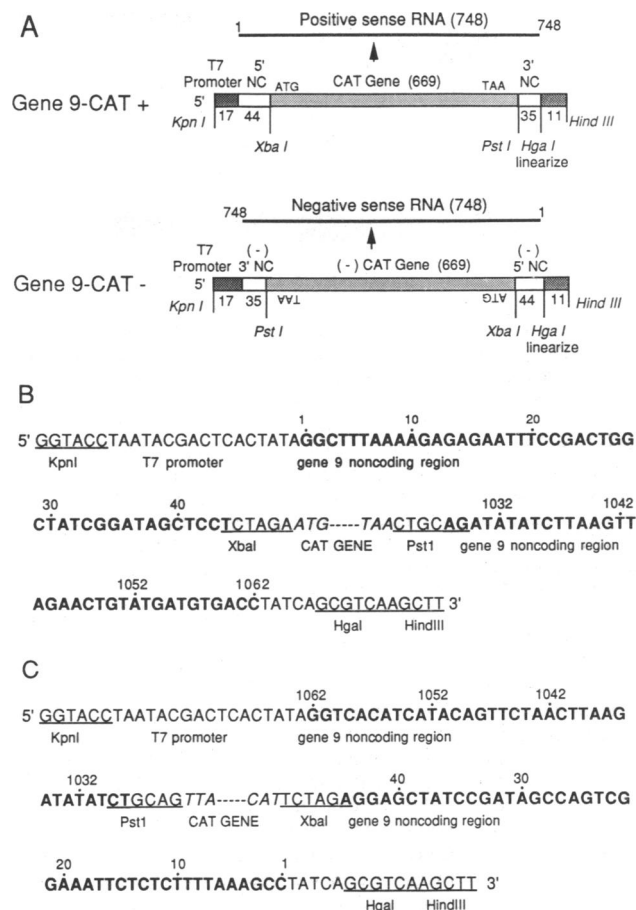 A
Positive sense RNA (748)
1 748
T7 5' 3'
Promoter NC ATG CAT Gene (669) TAA NC
Gene 9-CAT + 5'
Kpn I 17 44 35 11 Hind III
Xba I Pst I Hga I
linearize
Negative sense RNA (748)
748 1
T7 (-) (-)
Promoter 3' NC (-) CAT Gene (669) 5' NC
Gene 9-CAT - 5'
Kpn I 17 35 TAA ATG 44 11 Hind III
Pst I Xba I Hga I
linearize
B
1 10 20
5' GGTACCTAATACGACTCACTATAGGCTTTAAAAGAGAGAATTTCCGACTGG
KpnI T7 promoter gene 9 noncoding region
30 40 1032 1042
CTATCGGATAGCTCCTCTAGAATG-----TAACTGCAGATATATCTTAAGTT
XbaI CAT GENE Pst1 gene 9 noncoding region
1052 1062
AGAACTGTATGATGTGACCTATCAGCGTCAAGCTT 3'
HgaI HindIII
C
1062 1052 1042
5' GGTACCTAATACGACTCACTATAGGTCACATCATACAGTTCTAACTTAAG
KpnI T7 promoter gene 9 noncoding region
1032 40 30
ATATATCTGCAGTTA-----CATTCTAGAGGAGCTATCCGATAGCCAGTCG
Pst1 CAT GENE XbaI gene 9 noncoding region
20 10 1
GAAATTCTCTCTTTTAAAGCCTATCAGCGTCAAGCTT 3'
HgaI HindIII